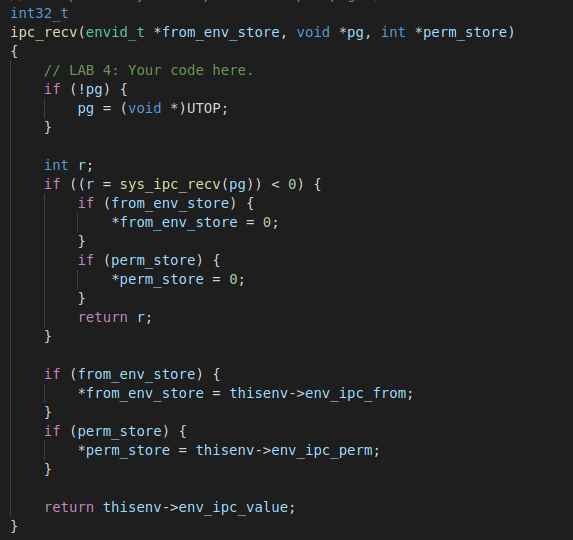 int32_t
ipc_recv(envid_t *from_env_store, void *pg, int *perm_store)
{
    // LAB 4: Your code here.
    if (!pg) {
        pg = (void *)UTOP;
    }

    int r;
    if ((r = sys_ipc_recv(pg)) < 0) {
        if (from_env_store) {
            *from_env_store = 0;
        }
        if (perm_store) {
            *perm_store = 0;
        }
        return r;
    }

    if (from_env_store) {
        *from_env_store = thisenv->env_ipc_from;
    }
    if (perm_store) {
        *perm_store = thisenv->env_ipc_perm;
    }

    return thisenv->env_ipc_value;
}